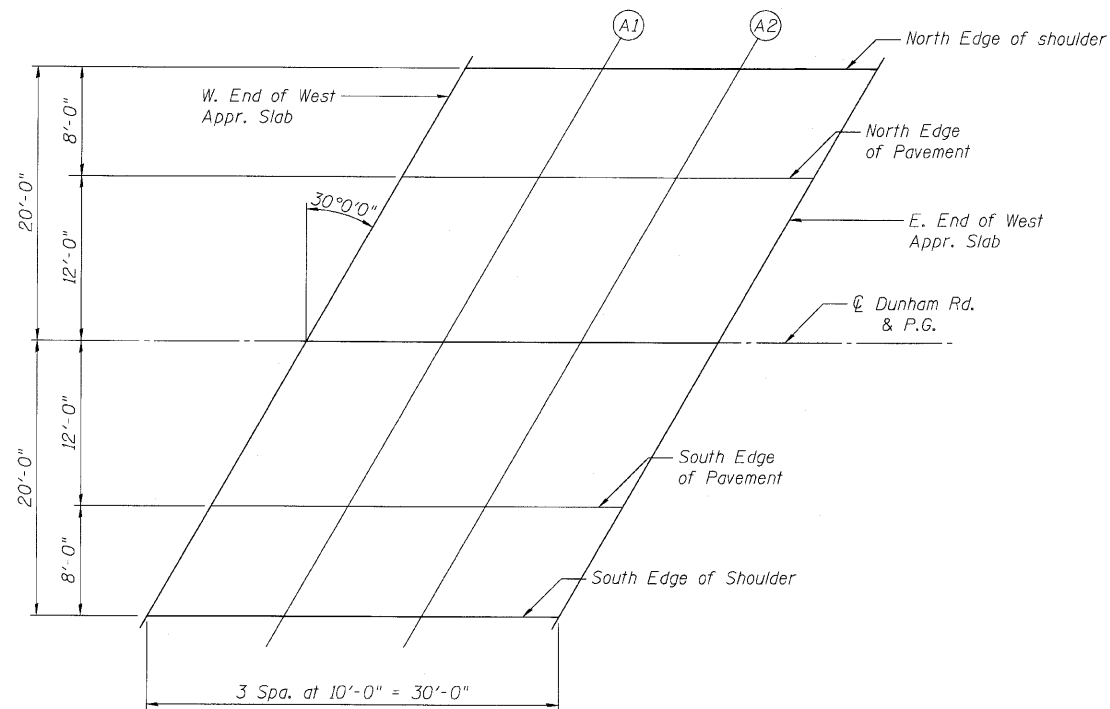 A1
A2
North Edge of shoulder
W. End of West
Appr. Slab
8'-0"
North Edge
of Pavement
20'-0"
30°0'0"
E. End of West
Appr. Slab
12'-0"
℄ Dunham Rd.
& P.G.
12'-0"
20'-0"
South Edge
of Pavement
8'-0"
South Edge of Shoulder
3 Spa. at 10'-0" = 30'-0"